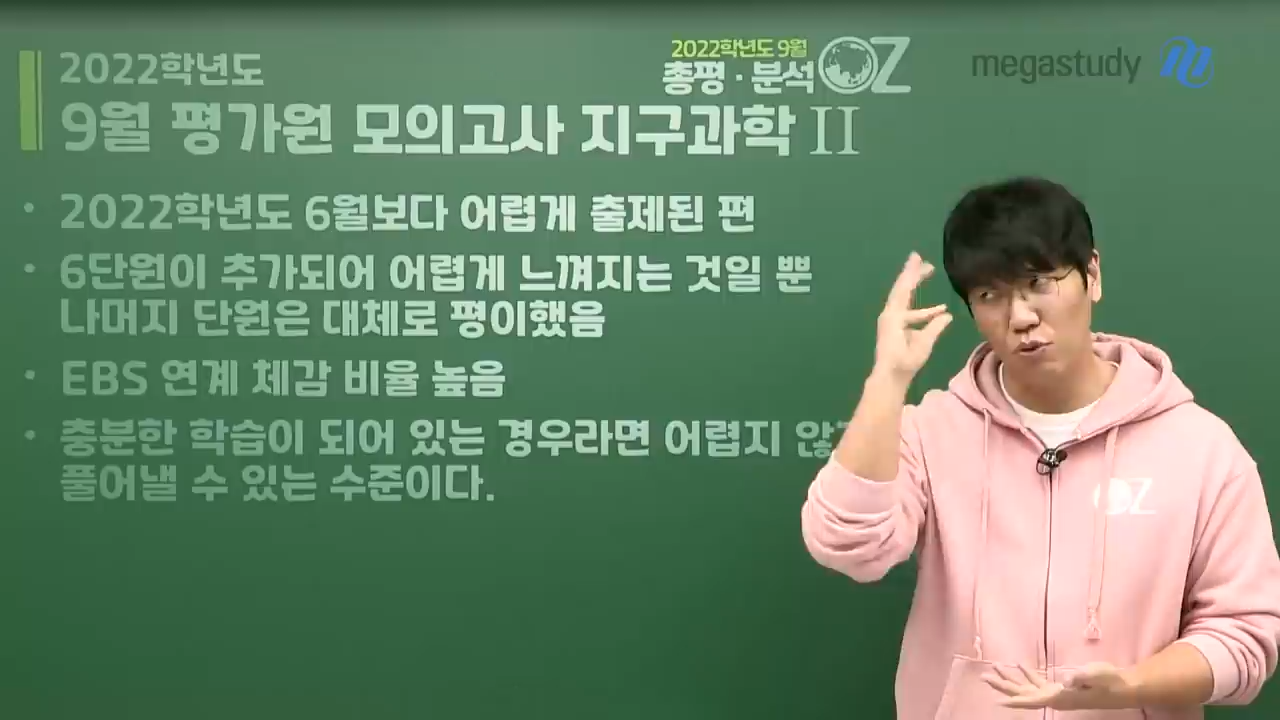 2022학년도
9월 평가원 모의고사 지구과학 II
2022학년도 9월
총평·분석 OZ
megastudy
• 2022학년도 6월보다 어렵게 출제된 편
• 6단원이 추가되어 어렵게 느껴지는 것일 뿐
나머지 단원은 대체로 평이했음
• EBS 연계 체감 비율 높음
• 충분한 학습이 되어 있는 경우라면 어렵지 않
풀어낼 수 있는 수준이다.
OZ